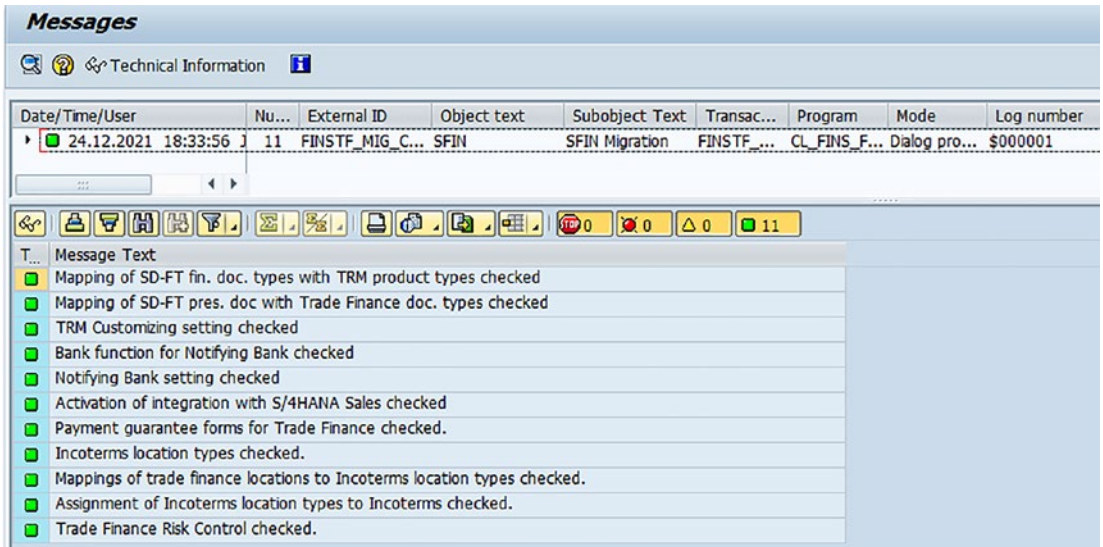 Messages
Technical Information
Date/Time/User Nu... External ID Object text Subobject Text Transac... Program Mode Log number
24.12.2021 18:33:56 J 11 FINSTF_MIG_C... SFIN SFIN Migration FINSTF_... CL_FINS_F... Dialog pro... $000001
STOP 0 0 0 11
T... Message Text
Mapping of SD-FT fin. doc. types with TRM product types checked
Mapping of SD-FT pres. doc with Trade Finance doc. types checked
TRM Customizing setting checked
Bank function for Notifying Bank checked
Notifying Bank setting checked
Activation of integration with S/4HANA Sales checked
Payment guarantee forms for Trade Finance checked.
Incoterms location types checked.
Mappings of trade finance locations to Incoterms location types checked.
Assignment of Incoterms location types to Incoterms checked.
Trade Finance Risk Control checked.